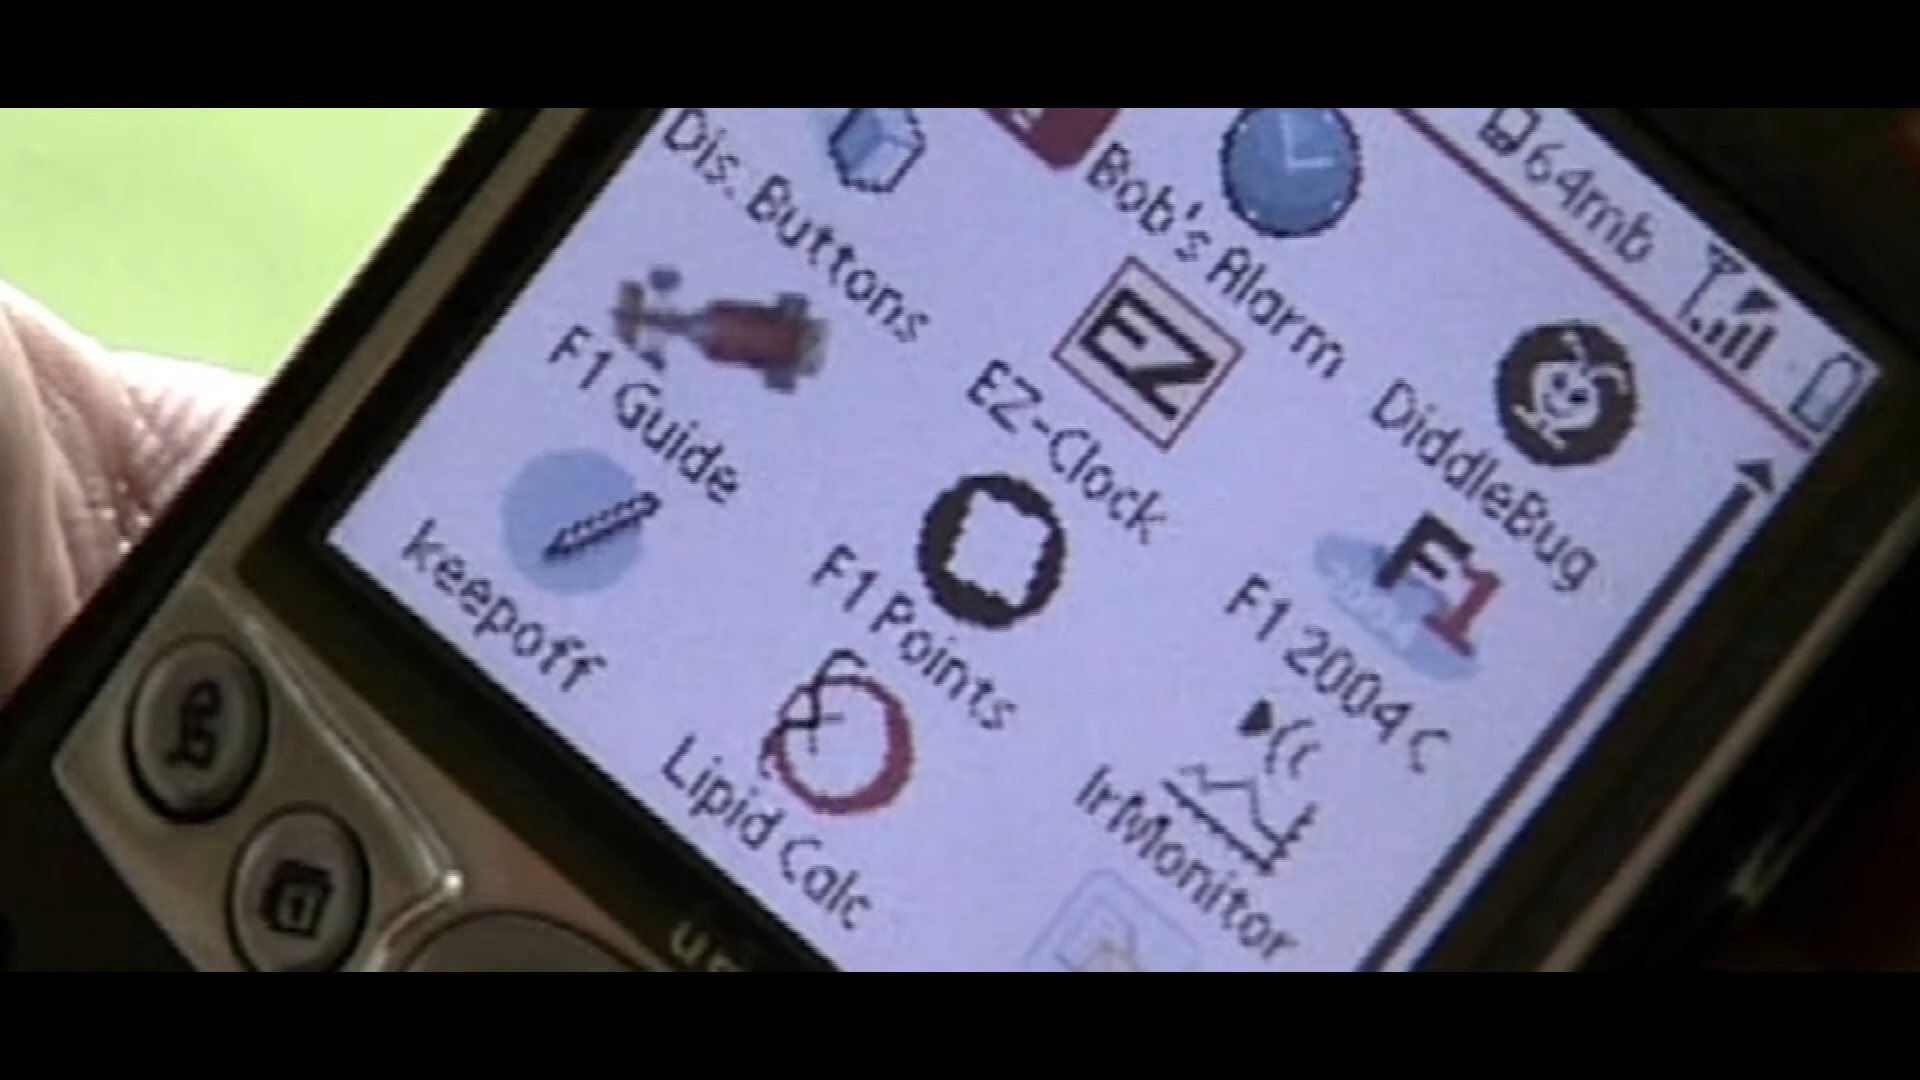 64mb
Dis. Buttons
Bob's Alarm
F1 Guide
EZ
EZ-Clock
DiddleBug
keepoff
F1 Points
F1
F1 2004 C
Lipid Calc
IrMonitor